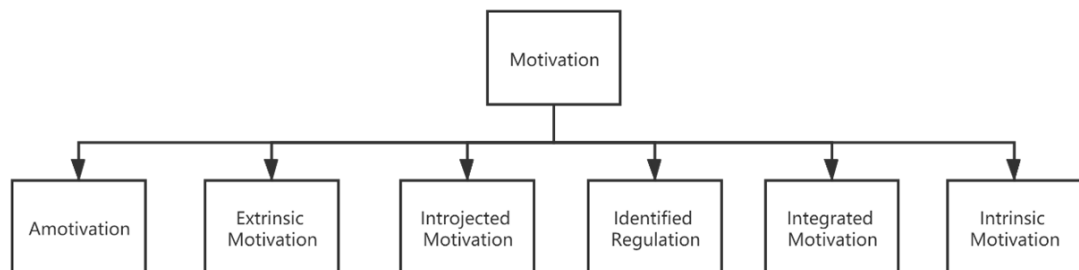 Motivation
Amotivation
Extrinsic
Motivation
Introjected
Motivation
Identified
Regulation
Integrated
Motivation
Intrinsic
Motivation